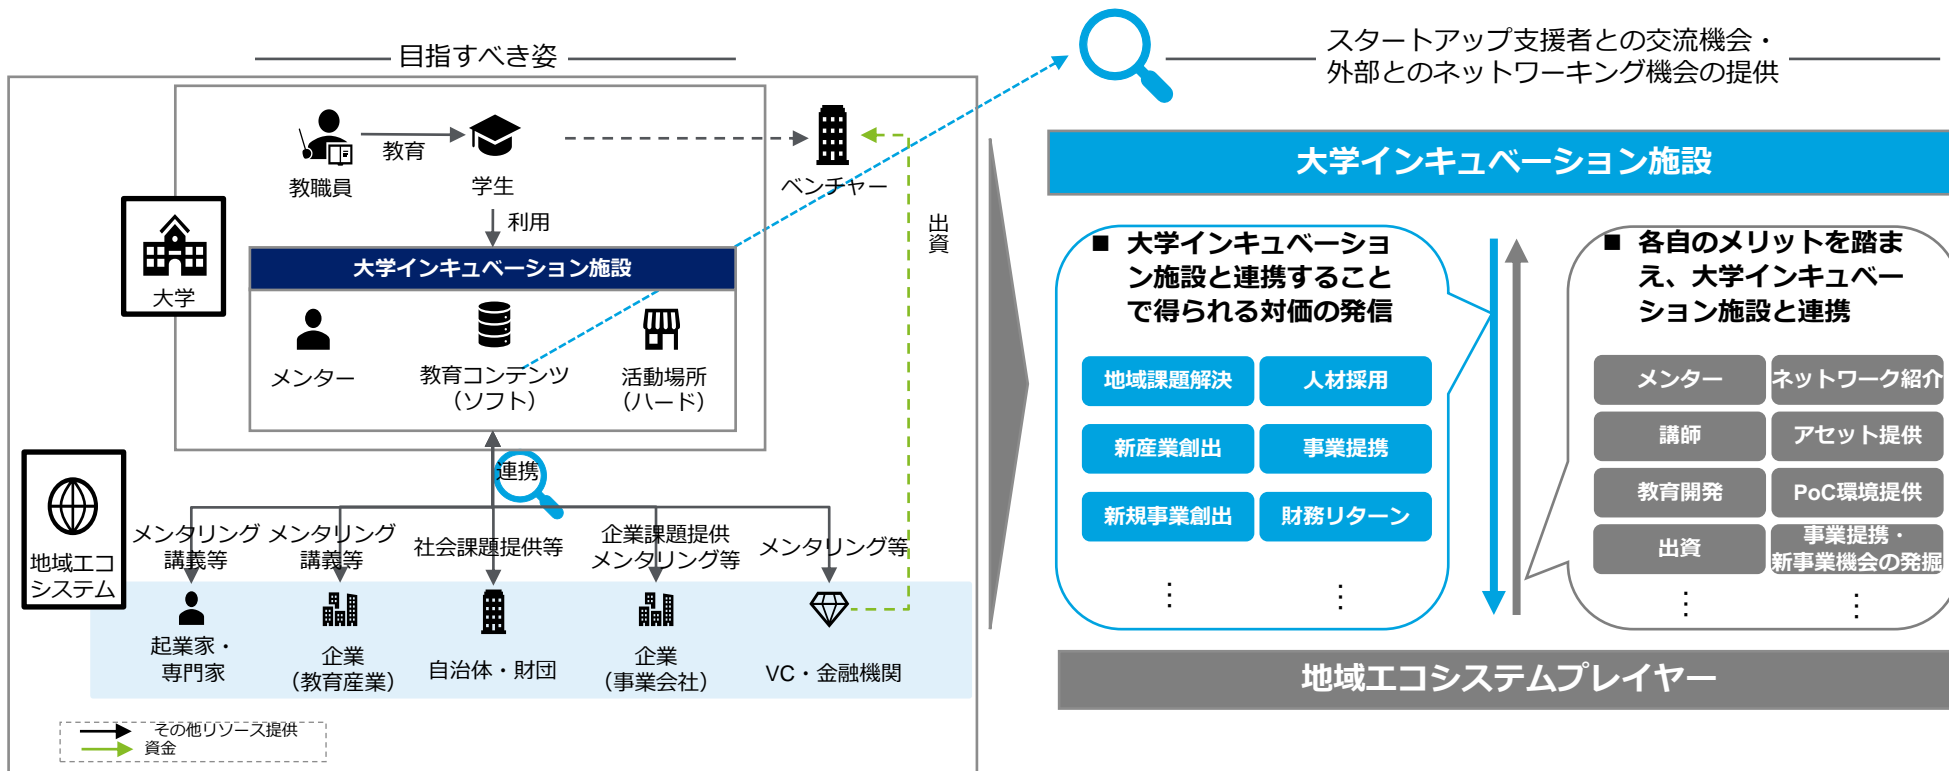 目指すべき姿
教職員
教育
学生
ベンチャー
利用
出資
大学
大学インキュベーション施設
メンター
教育コンテンツ
（ソフト）
活動場所
（ハード）
連携
地域エコ
システム
メンタリング
講義等
メンタリング
講義等
社会課題提供等
企業課題提供
メンタリング等
メンタリング等
起業家・
専門家
企業
（教育産業）
自治体・財団
企業
（事業会社）
VC・金融機関
その他リソース提供
資金
スタートアップ支援者との交流機会・
外部とのネットワーキング機会の提供
大学インキュベーション施設
■ 大学インキュベーショ
ン施設と連携すること
で得られる対価の発信
地域課題解決
人材採用
新産業創出
事業提携
新規事業創出
財務リターン
⋮
⋮
■ 各自のメリットを踏ま
え、大学インキュベー
ション施設と連携
メンター
ネットワーク紹介
講師
アセット提供
教育開発
PoC環境提供
出資
事業提携・
新事業機会の発掘
⋮
⋮
地域エコシステムプレイヤー